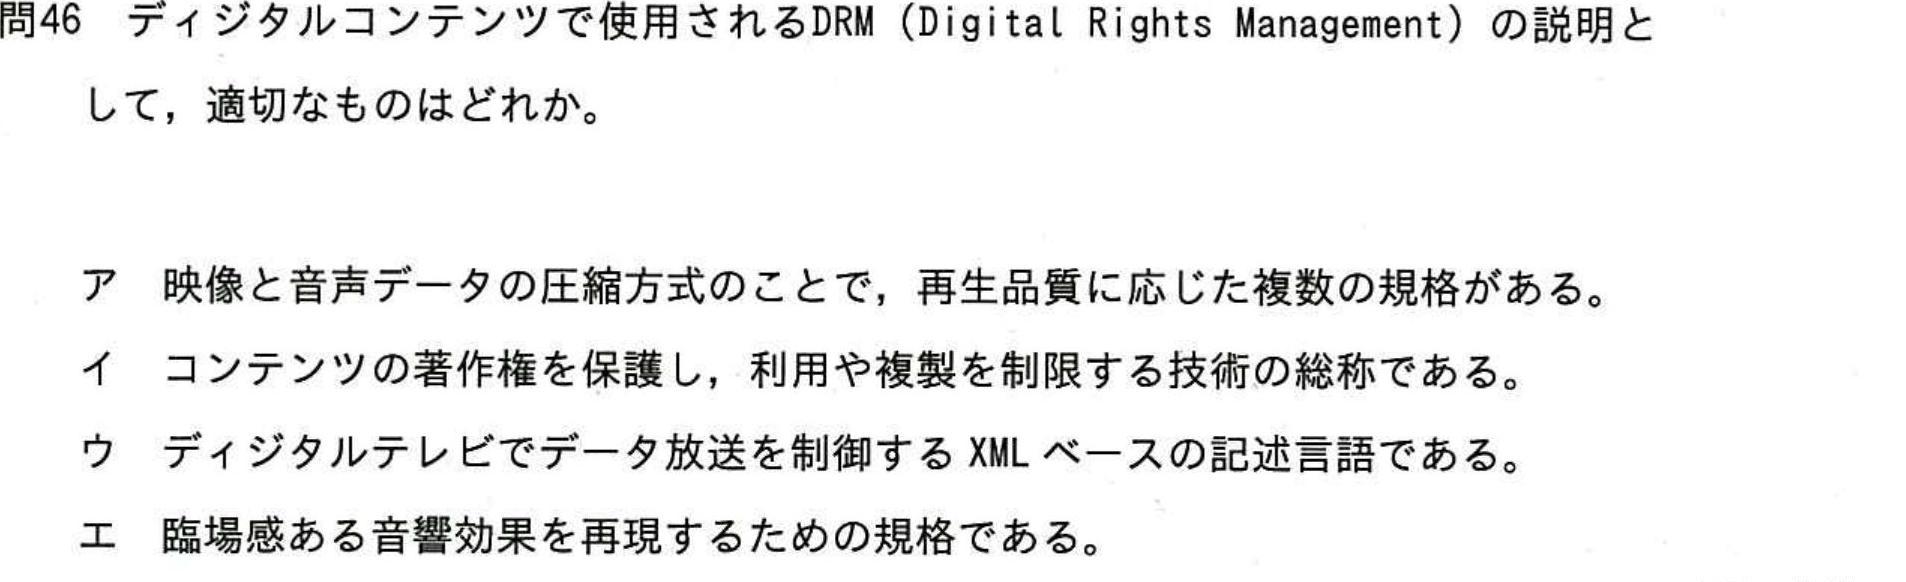 問46　ディジタルコンテンツで使用されるDRM（Digital Rights Management）の説明と
して，適切なものはどれか。
ア　映像と音声データの圧縮方式のことで，再生品質に応じた複数の規格がある。
イ　コンテンツの著作権を保護し，利用や複製を制限する技術の総称である。
ウ　ディジタルテレビでデータ放送を制御する XML ベースの記述言語である。
エ　臨場感ある音響効果を再現するための規格である。